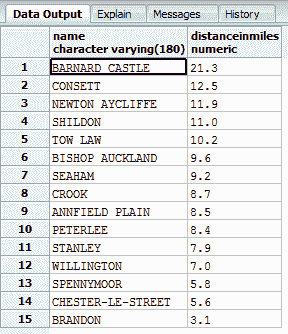 Data Output Explain Messages History
name distanceinmiles
character varying(180) numeric
1 BARNARD CASTLE 21.3
2 CONSETT 12.5
3 NEWTON AYCLIFFE 11.9
4 SHILDON 11.0
5 TOW LAW 10.2
6 BISHOP AUCKLAND 9.6
7 SEAHAM 9.2
8 CROOK 8.7
9 ANNFIELD PLAIN 8.5
10 PETERLEE 8.4
11 STANLEY 7.9
12 WILLINGTON 7.0
13 SPENNYMOOR 5.8
14 CHESTER-LE-STREET 5.6
15 BRANDON 3.1